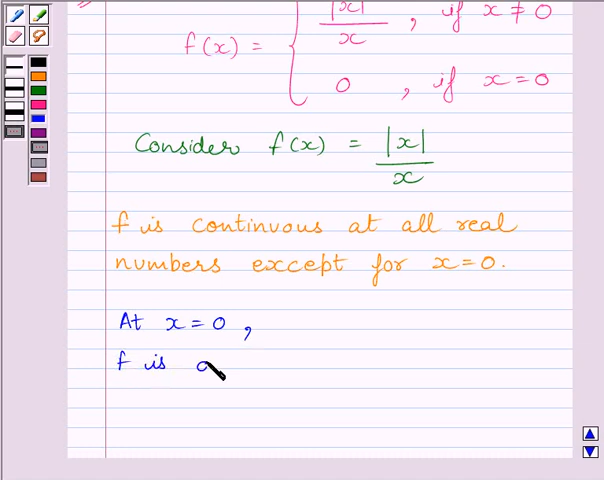 f(x) = { |x|/x , if x ≠ 0
0 , if x = 0
Consider f(x) = |x|/x
f is continuous at all real
numbers except for x = 0.
At x = 0 ,
f is